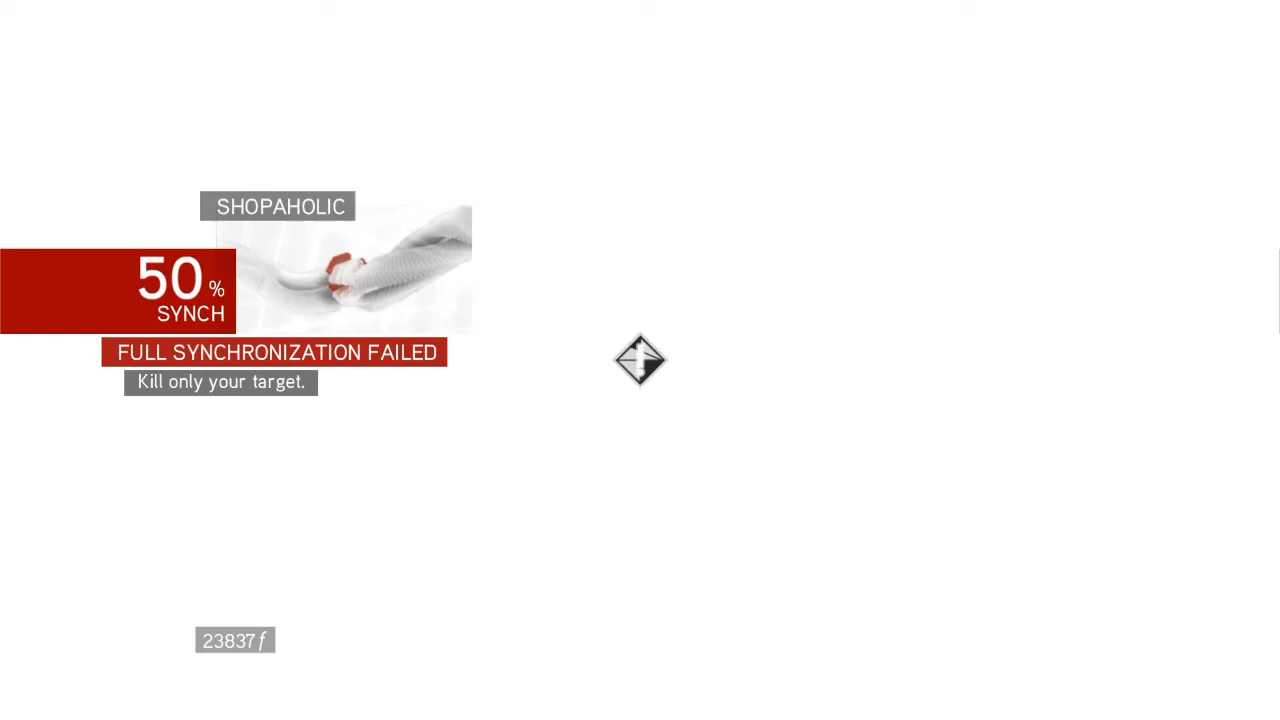 SHOPAHOLIC
50 %
SYNCH
FULL SYNCHRONIZATION FAILED
Kill only your target.
23837ƒ